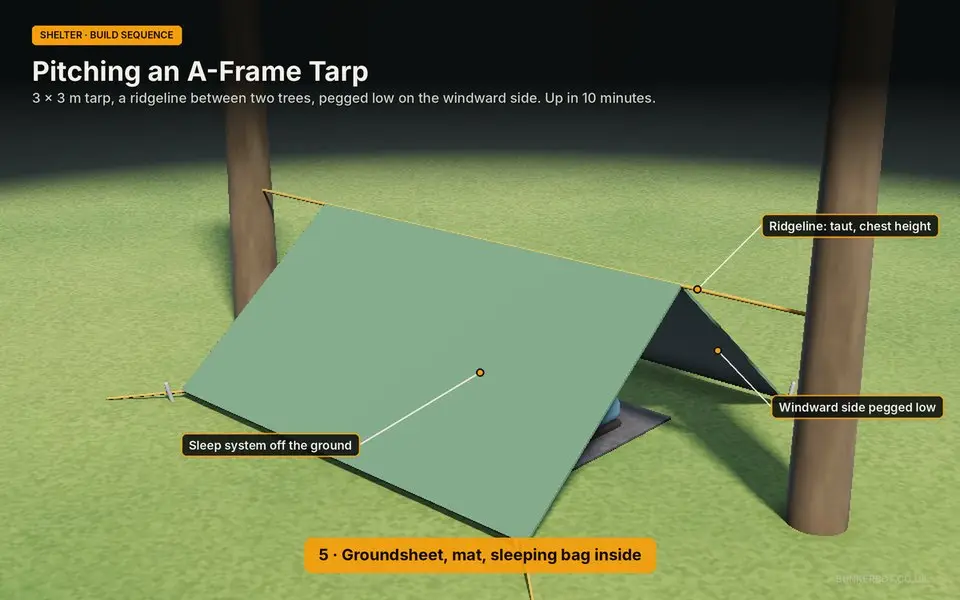 SHELTER · BUILD SEQUENCE
Pitching an A-Frame Tarp
3 × 3 m tarp, a ridgeline between two trees, pegged low on the windward side. Up in 10 minutes.
Ridgeline: taut, chest height
Windward side pegged low
Sleep system off the ground
5 · Groundsheet, mat, sleeping bag inside